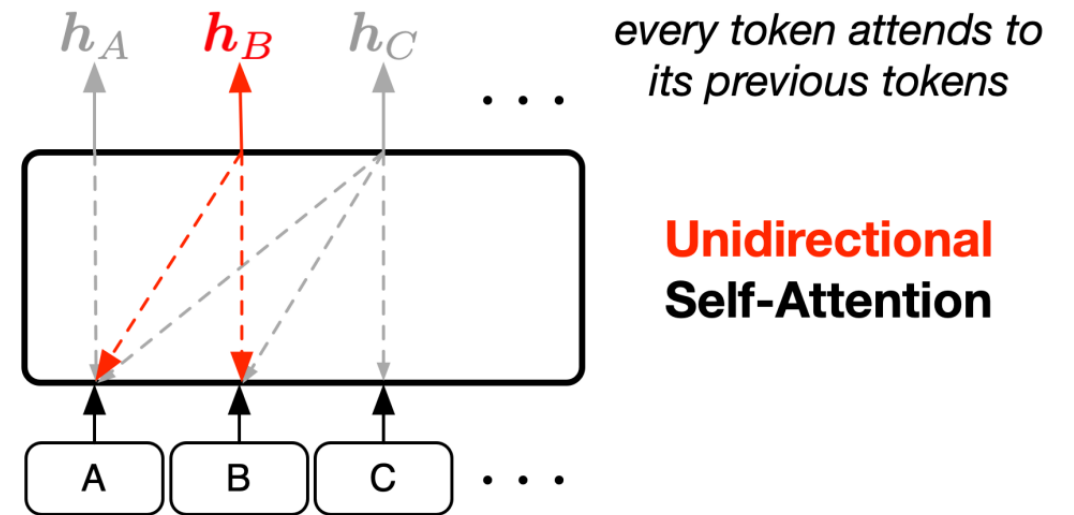 h_A h_B h_C
every token attends to
its previous tokens
. . .
Unidirectional
Self-Attention
A B C . . .